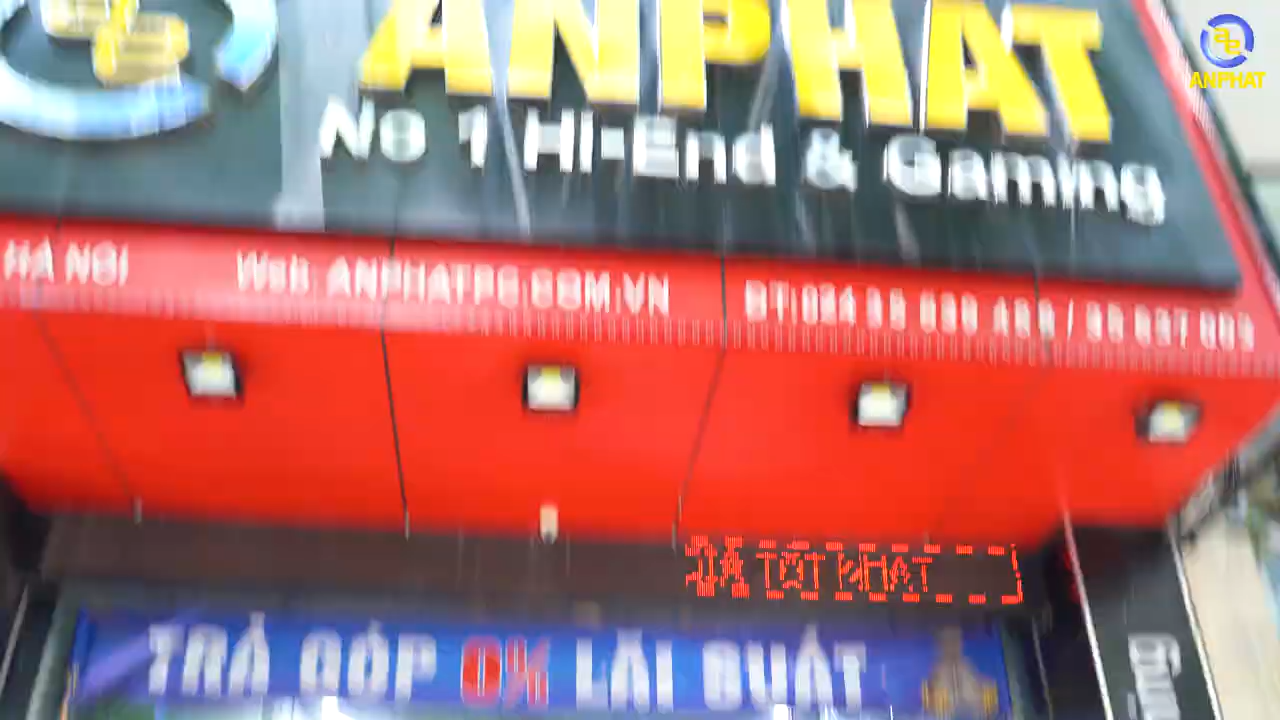 ANPHAT
ANPHAT
No 1 Hi-End & Gaming
HÀ NỘI Web: ANPHATPC.COM.VN ĐT:
TỐT NHẤT
TRẢ GÓP 0% LÃI SUẤT